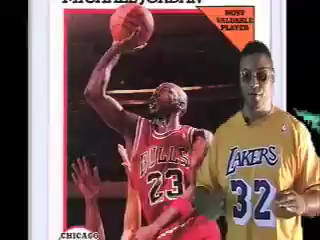 MICHAEL JORDAN
MOST
VALUABLE
PLAYER
BULLS
23
LAKERS
32
CHICAGO